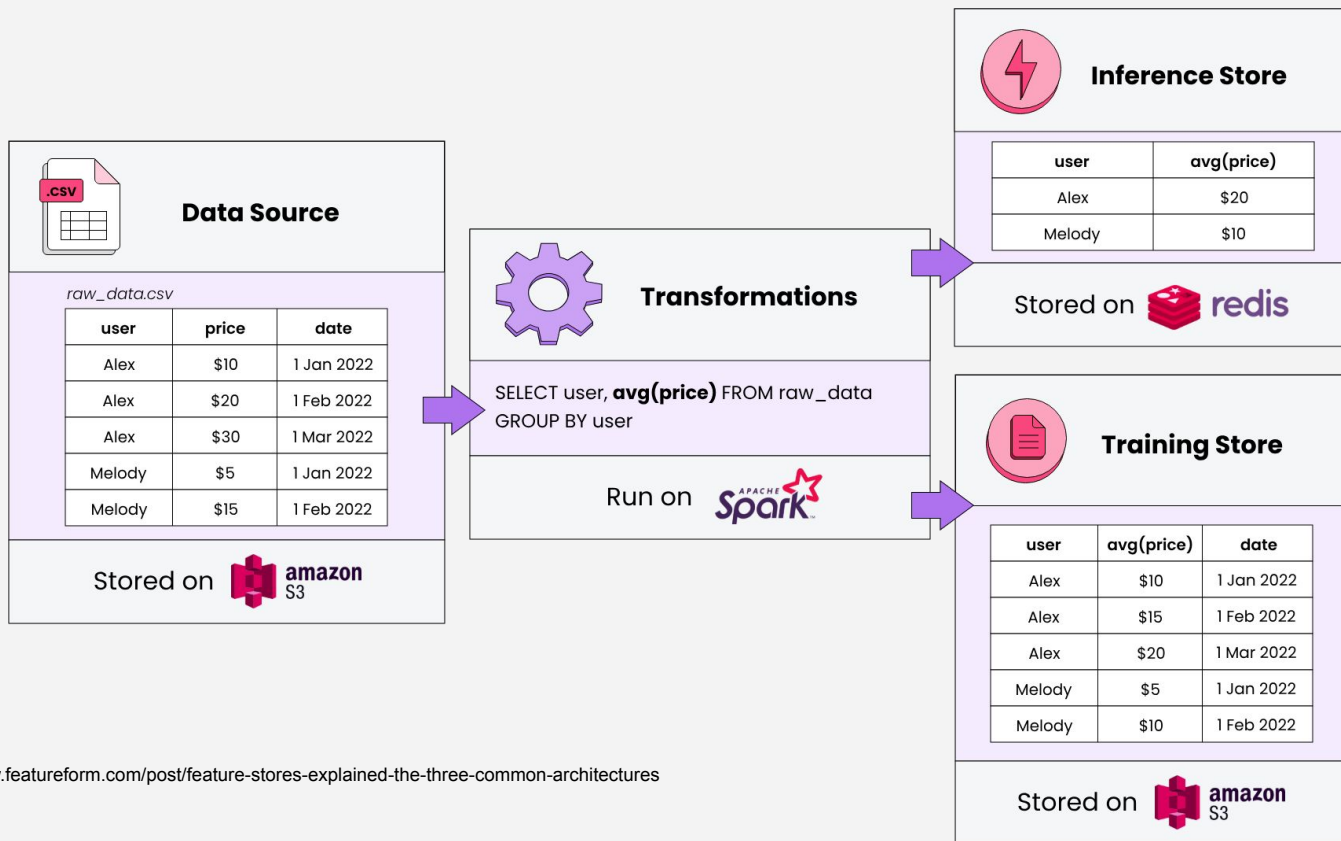 .csv
Data Source
raw_data.csv
user price date
Alex $10 1 Jan 2022
Alex $20 1 Feb 2022
Alex $30 1 Mar 2022
Melody $5 1 Jan 2022
Melody $15 1 Feb 2022
Stored on amazon S3
Transformations
SELECT user, avg(price) FROM raw_data
GROUP BY user
Run on APACHE Spark
Inference Store
user avg(price)
Alex $20
Melody $10
Stored on redis
Training Store
user avg(price) date
Alex $10 1 Jan 2022
Alex $15 1 Feb 2022
Alex $20 1 Mar 2022
Melody $5 1 Jan 2022
Melody $10 1 Feb 2022
Stored on amazon S3
.featureform.com/post/feature-stores-explained-the-three-common-architectures